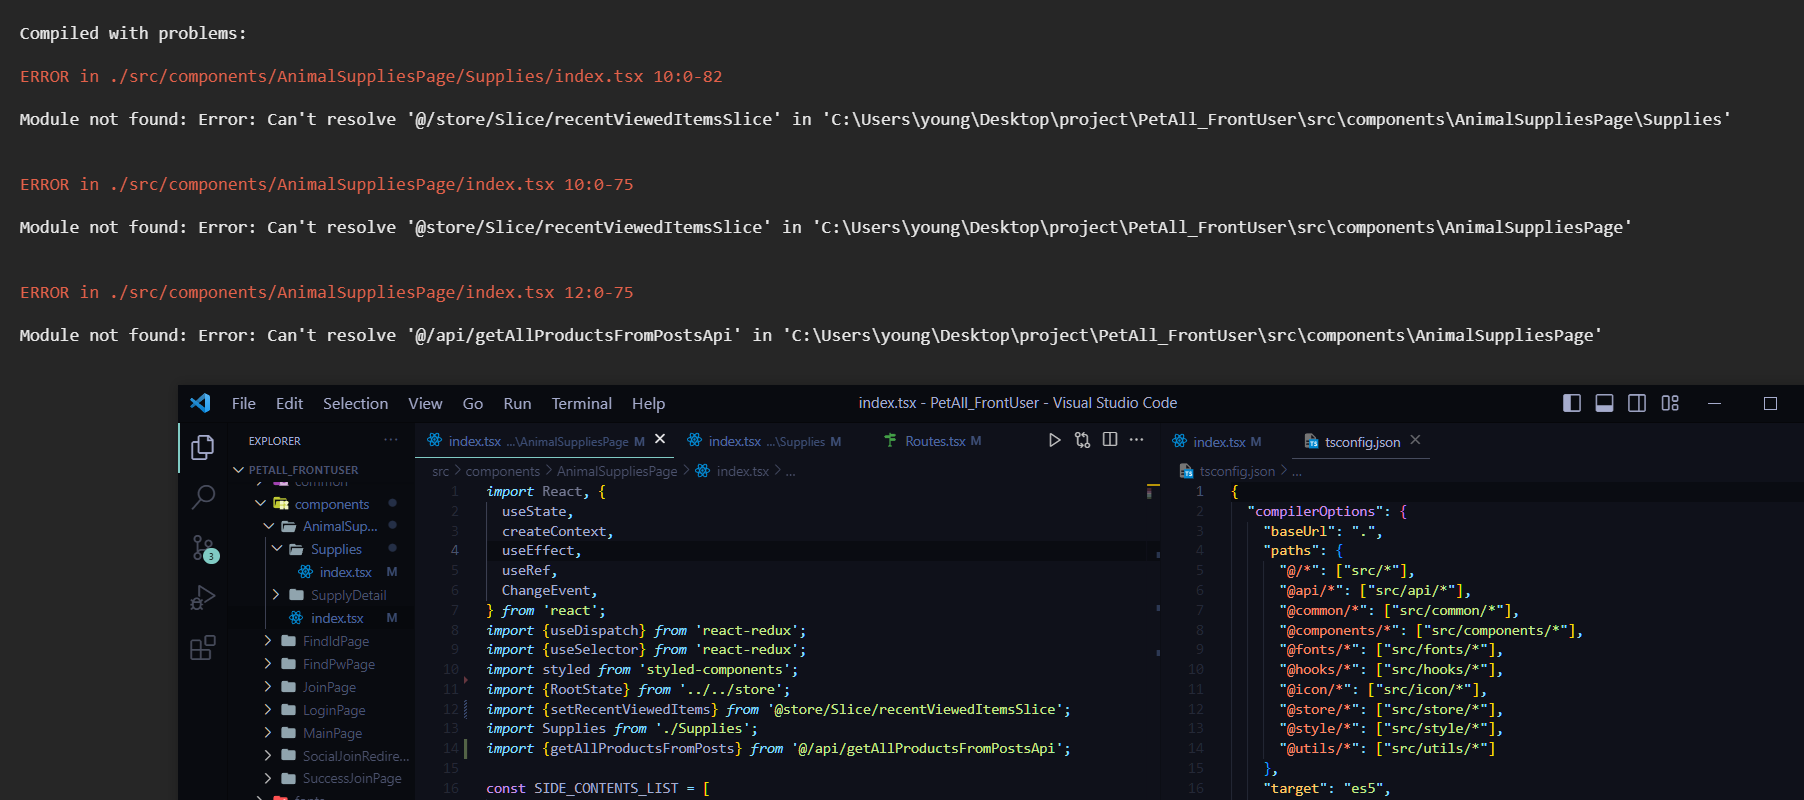 Compiled with problems:
ERROR in ./src/components/AnimalSuppliesPage/Supplies/index.tsx 10:0-82
Module not found: Error: Can't resolve '@/store/Slice/recentViewedItemsSlice' in 'C:\Users\young\Desktop\project\PetAll_FrontUser\src\components\AnimalSuppliesPage\Supplies'
ERROR in ./src/components/AnimalSuppliesPage/index.tsx 10:0-75
Module not found: Error: Can't resolve '@store/Slice/recentViewedItemsSlice' in 'C:\Users\young\Desktop\project\PetAll_FrontUser\src\components\AnimalSuppliesPage'
ERROR in ./src/components/AnimalSuppliesPage/index.tsx 12:0-75
Module not found: Error: Can't resolve '@/api/getAllProductsFromPostsApi' in 'C:\Users\young\Desktop\project\PetAll_FrontUser\src\components\AnimalSuppliesPage'
File Edit Selection View Go Run Terminal Help index.tsx - PetAll_FrontUser - Visual Studio Code
EXPLORER ...
PETALL_FRONTUSER
common
components
AnimalSup...
Supplies
index.tsx M
SupplyDetail
index.tsx M
FindIdPage
FindPwPage
JoinPage
LoginPage
MainPage
SocialJoinRedire...
SuccessJoinPage
fonts
3
index.tsx ...\AnimalSuppliesPage M index.tsx ...\Supplies M Routes.tsx M
src > components > AnimalSuppliesPage > index.tsx > ...
1 import React, {
2 useState,
3 createContext,
4 useEffect,
5 useRef,
6 ChangeEvent,
7 } from 'react';
8 import {useDispatch} from 'react-redux';
9 import {useSelector} from 'react-redux';
10 import styled from 'styled-components';
11 import {RootState} from '../../store';
12 import {setRecentViewedItems} from '@store/Slice/recentViewedItemsSlice';
13 import Supplies from './Supplies';
14 import {getAllProductsFromPosts} from '@/api/getAllProductsFromPostsApi';
15
16 const SIDE_CONTENTS_LIST = [
index.tsx M tsconfig.json
tsconfig.json > ...
1 {
2 "compilerOptions": {
3 "baseUrl": ".",
4 "paths": {
5 "@/*": ["src/*"],
6 "@api/*": ["src/api/*"],
7 "@common/*": ["src/common/*"],
8 "@components/*": ["src/components/*"],
9 "@fonts/*": ["src/fonts/*"],
10 "@hooks/*": ["src/hooks/*"],
11 "@icon/*": ["src/icon/*"],
12 "@store/*": ["src/store/*"],
13 "@style/*": ["src/style/*"],
14 "@utils/*": ["src/utils/*"]
15 },
16 "target": "es5",